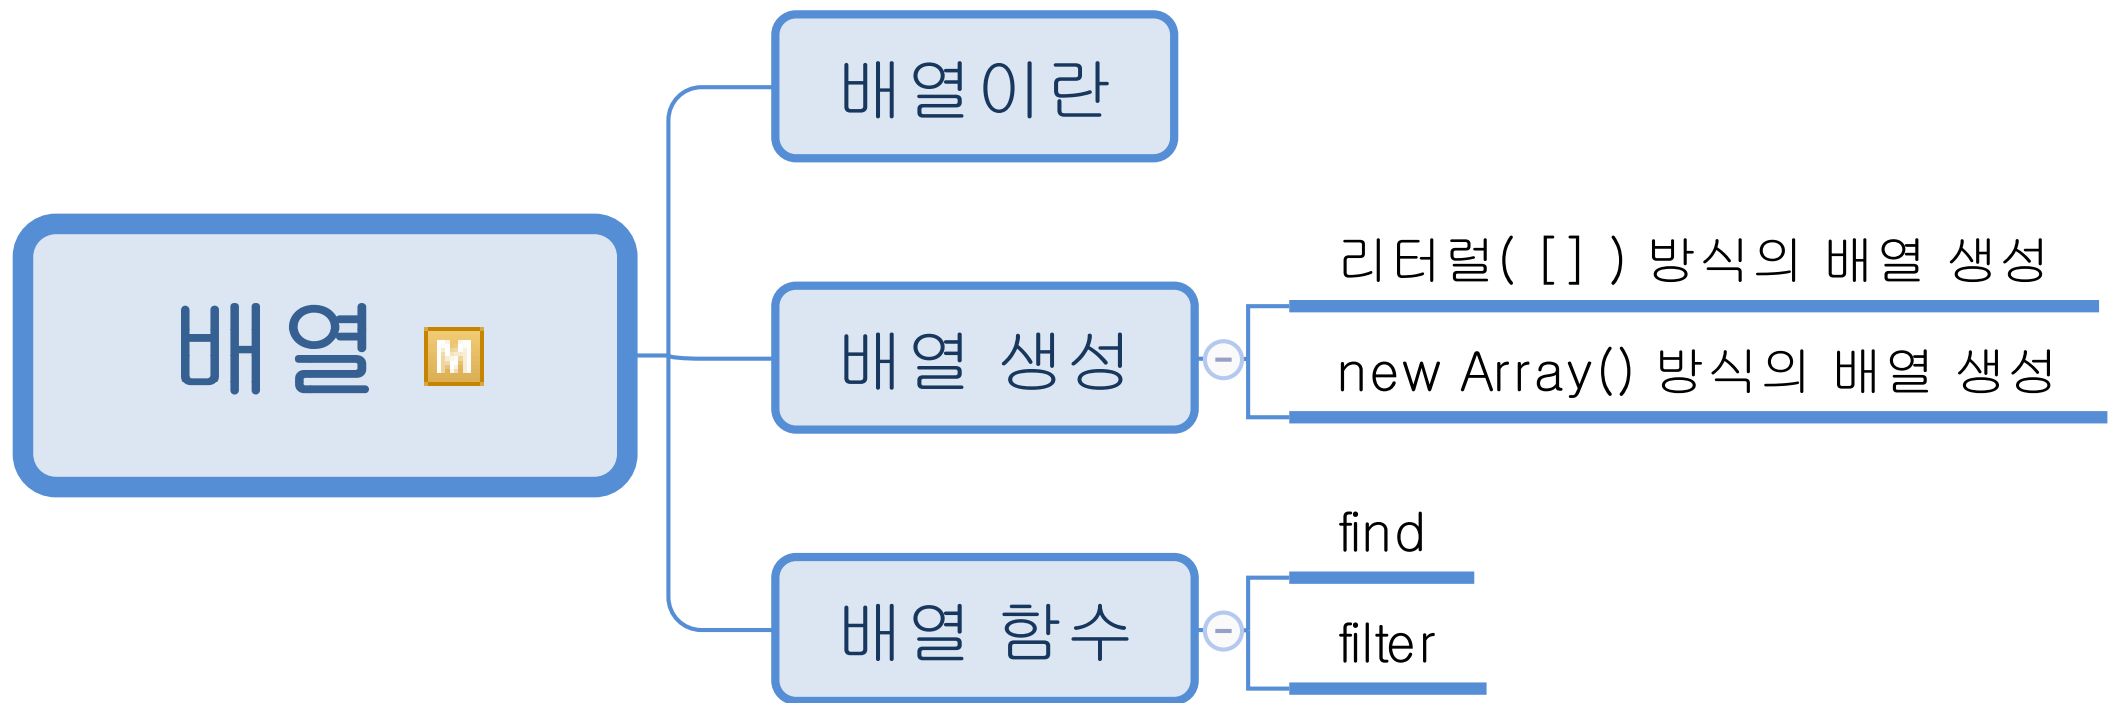 배열이란
배열 M
배열 생성
리터럴( [] ) 방식의 배열 생성
new Array() 방식의 배열 생성
배열 함수
find
filter